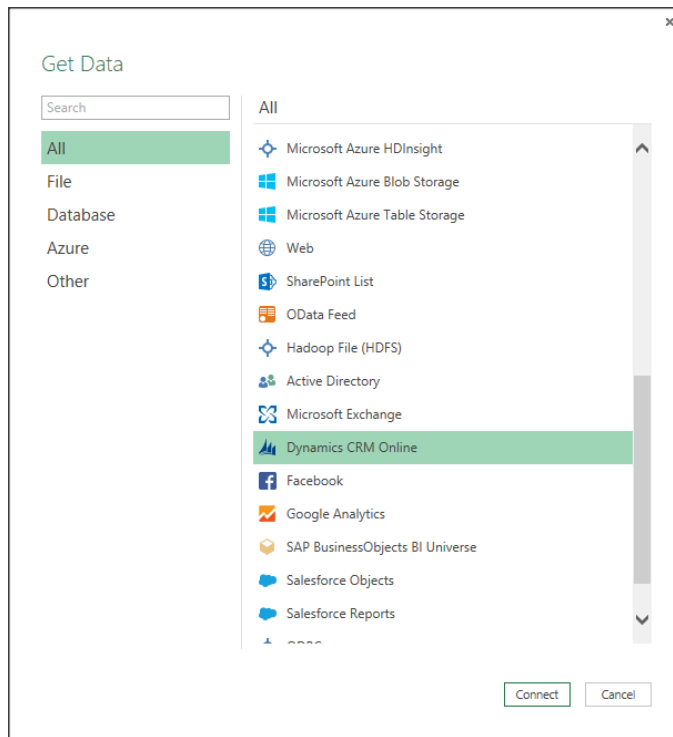 Get Data
Search
All
File
Database
Azure
Other
All
Microsoft Azure HDInsight
Microsoft Azure Blob Storage
Microsoft Azure Table Storage
Web
SharePoint List
OData Feed
Hadoop File (HDFS)
Active Directory
Microsoft Exchange
Dynamics CRM Online
Facebook
Google Analytics
SAP BusinessObjects BI Universe
Salesforce Objects
Salesforce Reports
Connect
Cancel